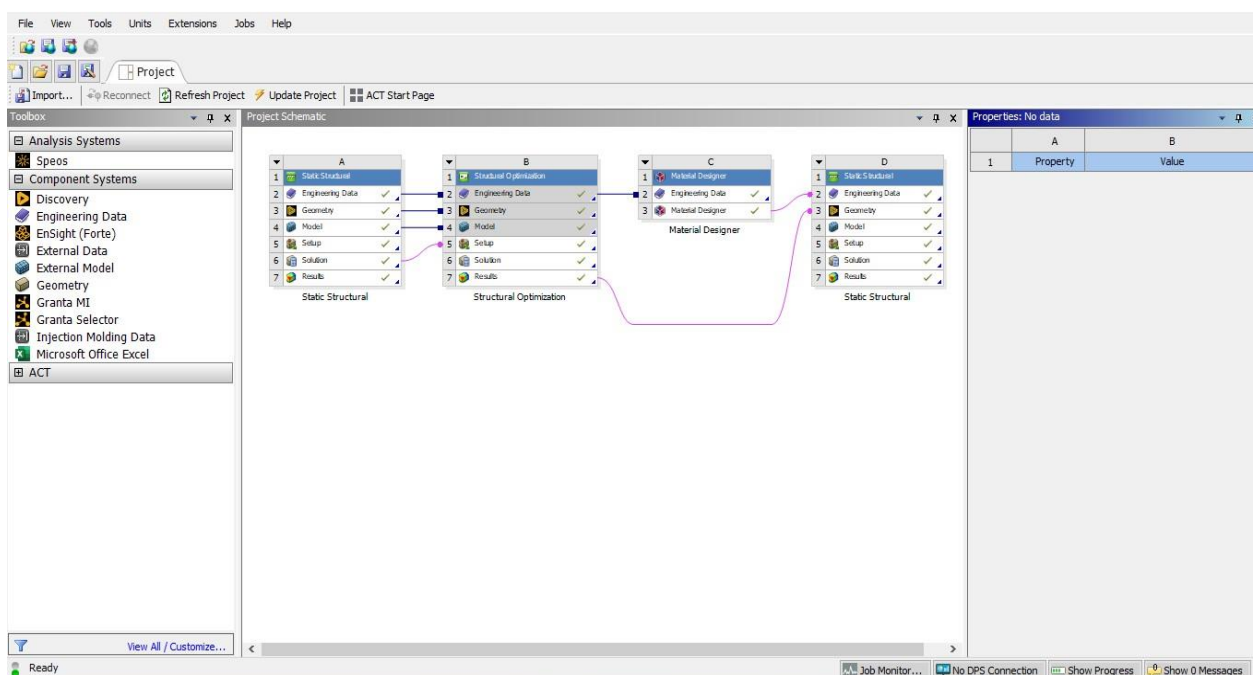 File View Tools Units Extensions Jobs Help
Project
Import... Reconnect Refresh Project Update Project ACT Start Page
Toolbox
Analysis Systems
Speos
Component Systems
Discovery
Engineering Data
EnSight (Forte)
External Data
External Model
Geometry
Granta MI
Granta Selector
Injection Molding Data
Microsoft Office Excel
ACT
View All / Customize...
Project Schematic
A
1 Static Structural
2 Engineering Data
3 Geometry
4 Model
5 Setup
6 Solution
7 Results
Static Structural
B
1 Structural Optimization
2 Engineering Data
3 Geometry
4 Model
5 Setup
6 Solution
7 Results
Structural Optimization
C
1 Material Designer
2 Engineering Data
3 Material Designer
Material Designer
D
1 Static Structural
2 Engineering Data
3 Geometry
4 Model
5 Setup
6 Solution
7 Results
Static Structural
Properties: No data
A B
1 Property Value
Ready Job Monitor... No DPS Connection Show Progress Show 0 Messages